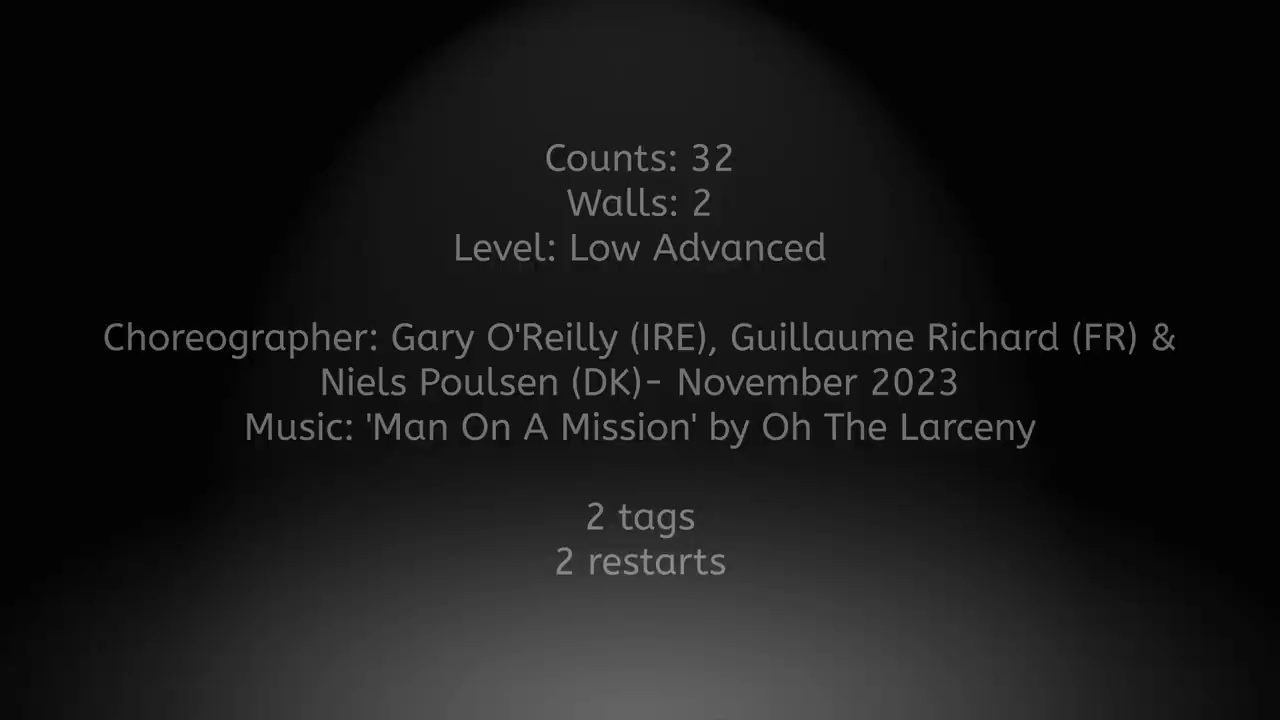 Counts: 32
Walls: 2
Level: Low Advanced
Choreographer: Gary O'Reilly (IRE), Guillaume Richard (FR) &
Niels Poulsen (DK)- November 2023
Music: 'Man On A Mission' by Oh The Larceny
2 tags
2 restarts